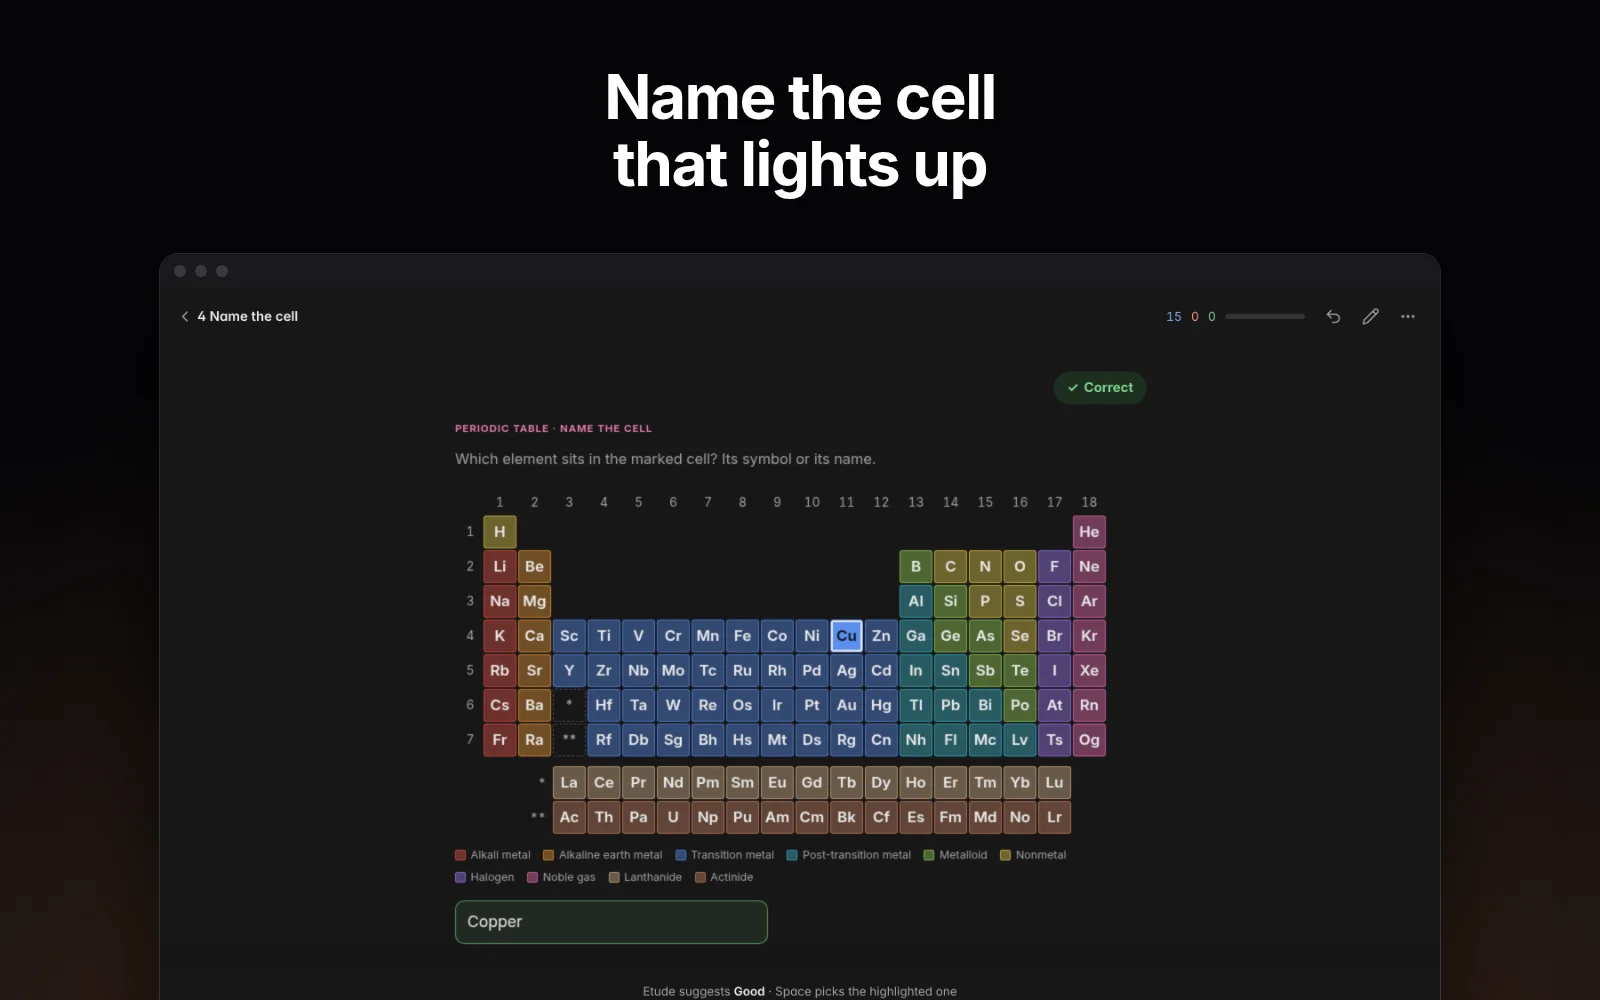 Name the cell
that lights up
4 Name the cell
15 0 0
Correct
PERIODIC TABLE · NAME THE CELL
Which element sits in the marked cell? Its symbol or its name.
1 2 3 4 5 6 7 8 9 10 11 12 13 14 15 16 17 18
1 H He
2 Li Be B C N O F Ne
3 Na Mg Al Si P S Cl Ar
4 K Ca Sc Ti V Cr Mn Fe Co Ni Cu Zn Ga Ge As Se Br Kr
5 Rb Sr Y Zr Nb Mo Tc Ru Rh Pd Ag Cd In Sn Sb Te I Xe
6 Cs Ba * Hf Ta W Re Os Ir Pt Au Hg Tl Pb Bi Po At Rn
7 Fr Ra ** Rf Db Sg Bh Hs Mt Ds Rg Cn Nh Fl Mc Lv Ts Og
* La Ce Pr Nd Pm Sm Eu Gd Tb Dy Ho Er Tm Yb Lu
** Ac Th Pa U Np Pu Am Cm Bk Cf Es Fm Md No Lr
Alkali metal Alkaline earth metal Transition metal Post-transition metal Metalloid Nonmetal
Halogen Noble gas Lanthanide Actinide
Copper
Etude suggests Good · Space picks the highlighted one